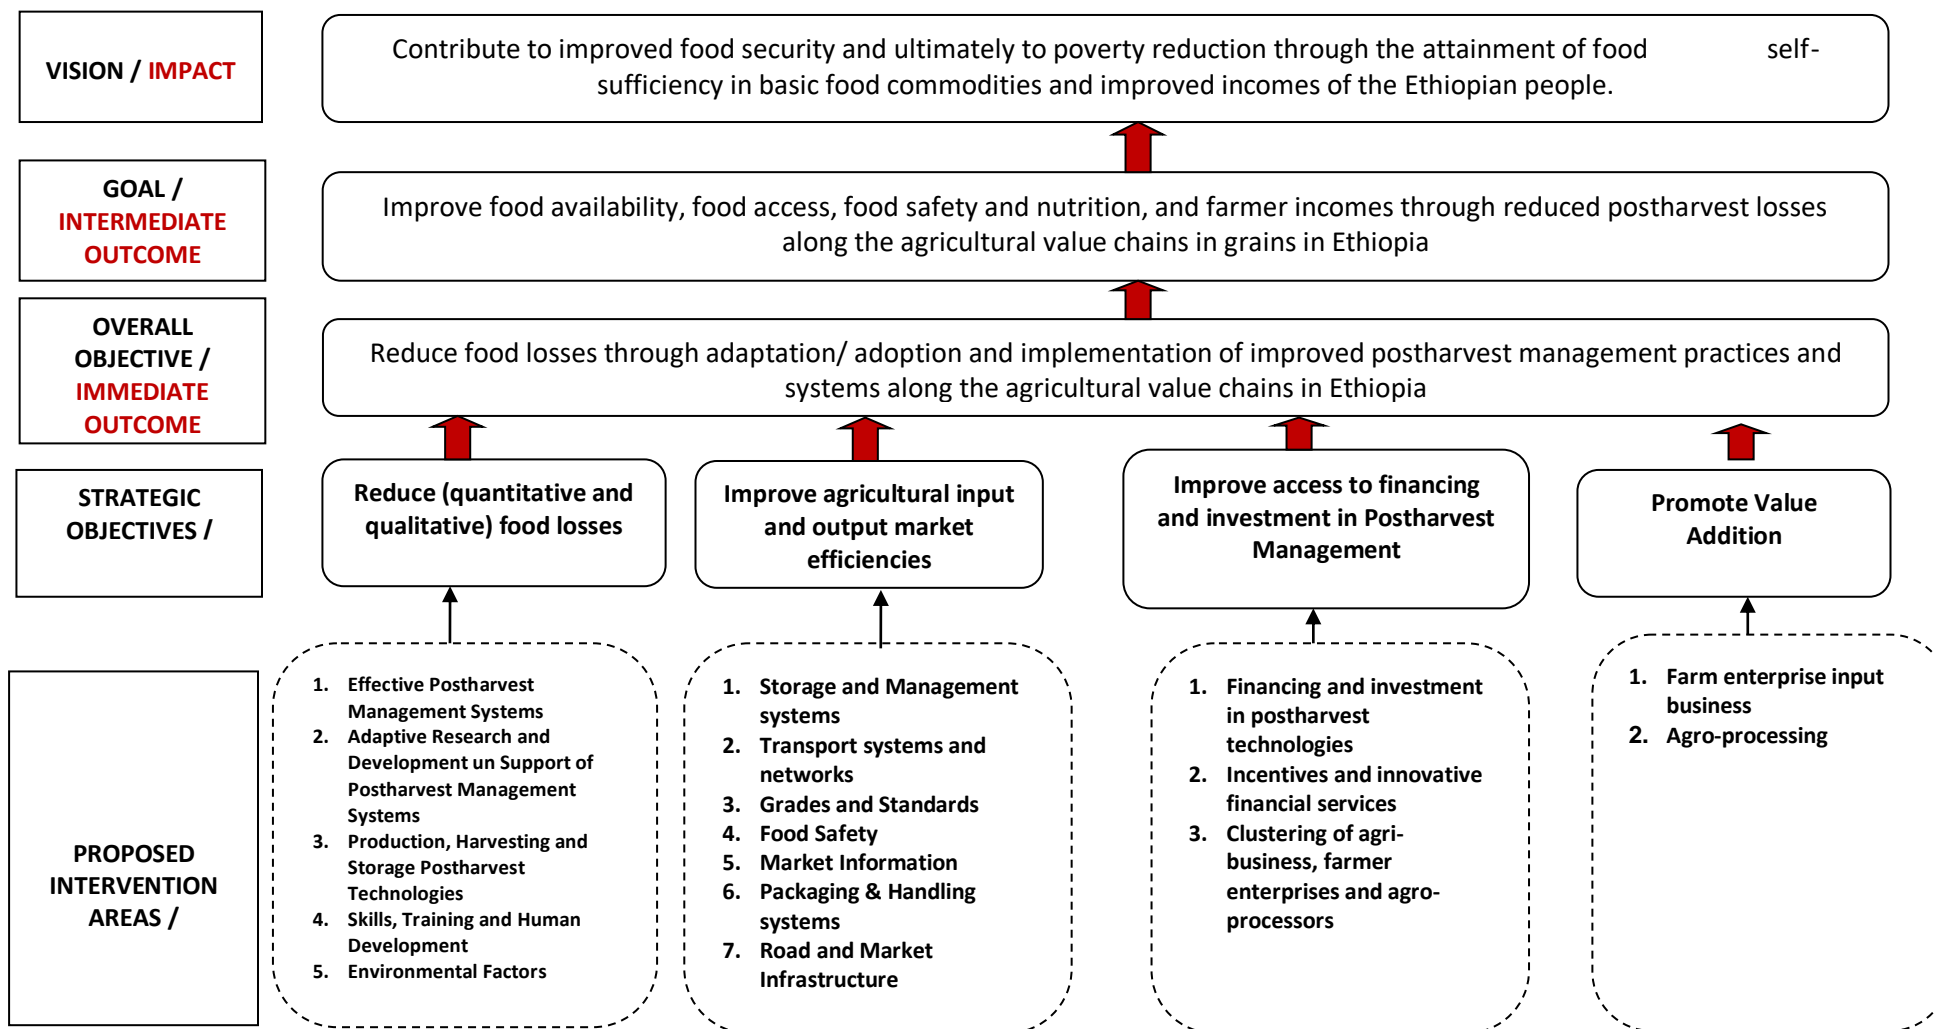 VISION / IMPACT
Contribute to improved food security and ultimately to poverty reduction through the attainment of food self-
sufficiency in basic food commodities and improved incomes of the Ethiopian people.
GOAL /
INTERMEDIATE
OUTCOME
Improve food availability, food access, food safety and nutrition, and farmer incomes through reduced postharvest losses
along the agricultural value chains in grains in Ethiopia
OVERALL
OBJECTIVE /
IMMEDIATE
OUTCOME
Reduce food losses through adaptation/ adoption and implementation of improved postharvest management practices and
systems along the agricultural value chains in Ethiopia
STRATEGIC
OBJECTIVES /
Reduce (quantitative and
qualitative) food losses
Improve agricultural input
and output market
efficiencies
Improve access to financing
and investment in Postharvest
Management
Promote Value
Addition
PROPOSED
INTERVENTION
AREAS /
1. Effective Postharvest
Management Systems
2. Adaptive Research and
Development un Support of
Postharvest Management
Systems
3. Production, Harvesting and
Storage Postharvest
Technologies
4. Skills, Training and Human
Development
5. Environmental Factors
1. Storage and Management
systems
2. Transport systems and
networks
3. Grades and Standards
4. Food Safety
5. Market Information
6. Packaging & Handling
systems
7. Road and Market
Infrastructure
1. Financing and investment
in postharvest
technologies
2. Incentives and innovative
financial services
3. Clustering of agri-
business, farmer
enterprises and agro-
processors
1. Farm enterprise input
business
2. Agro-processing